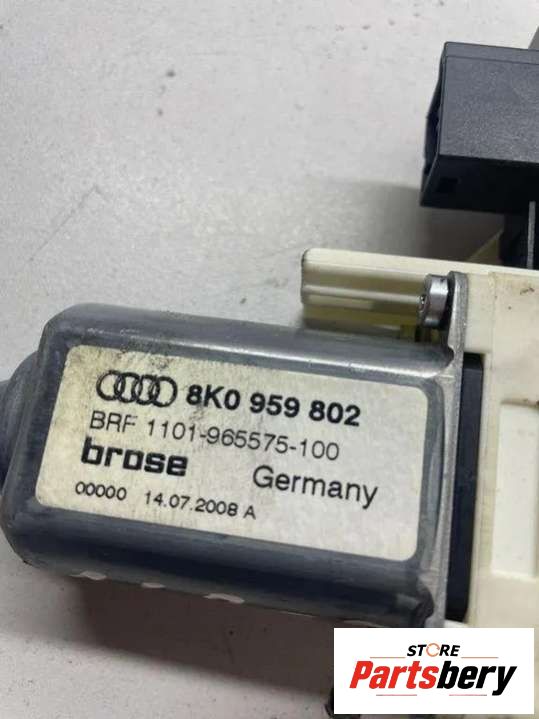 8K0 959 802
BRF 1101-965575-100
brose Germany
00000 14.07.2008 A
STORE
Partsbery